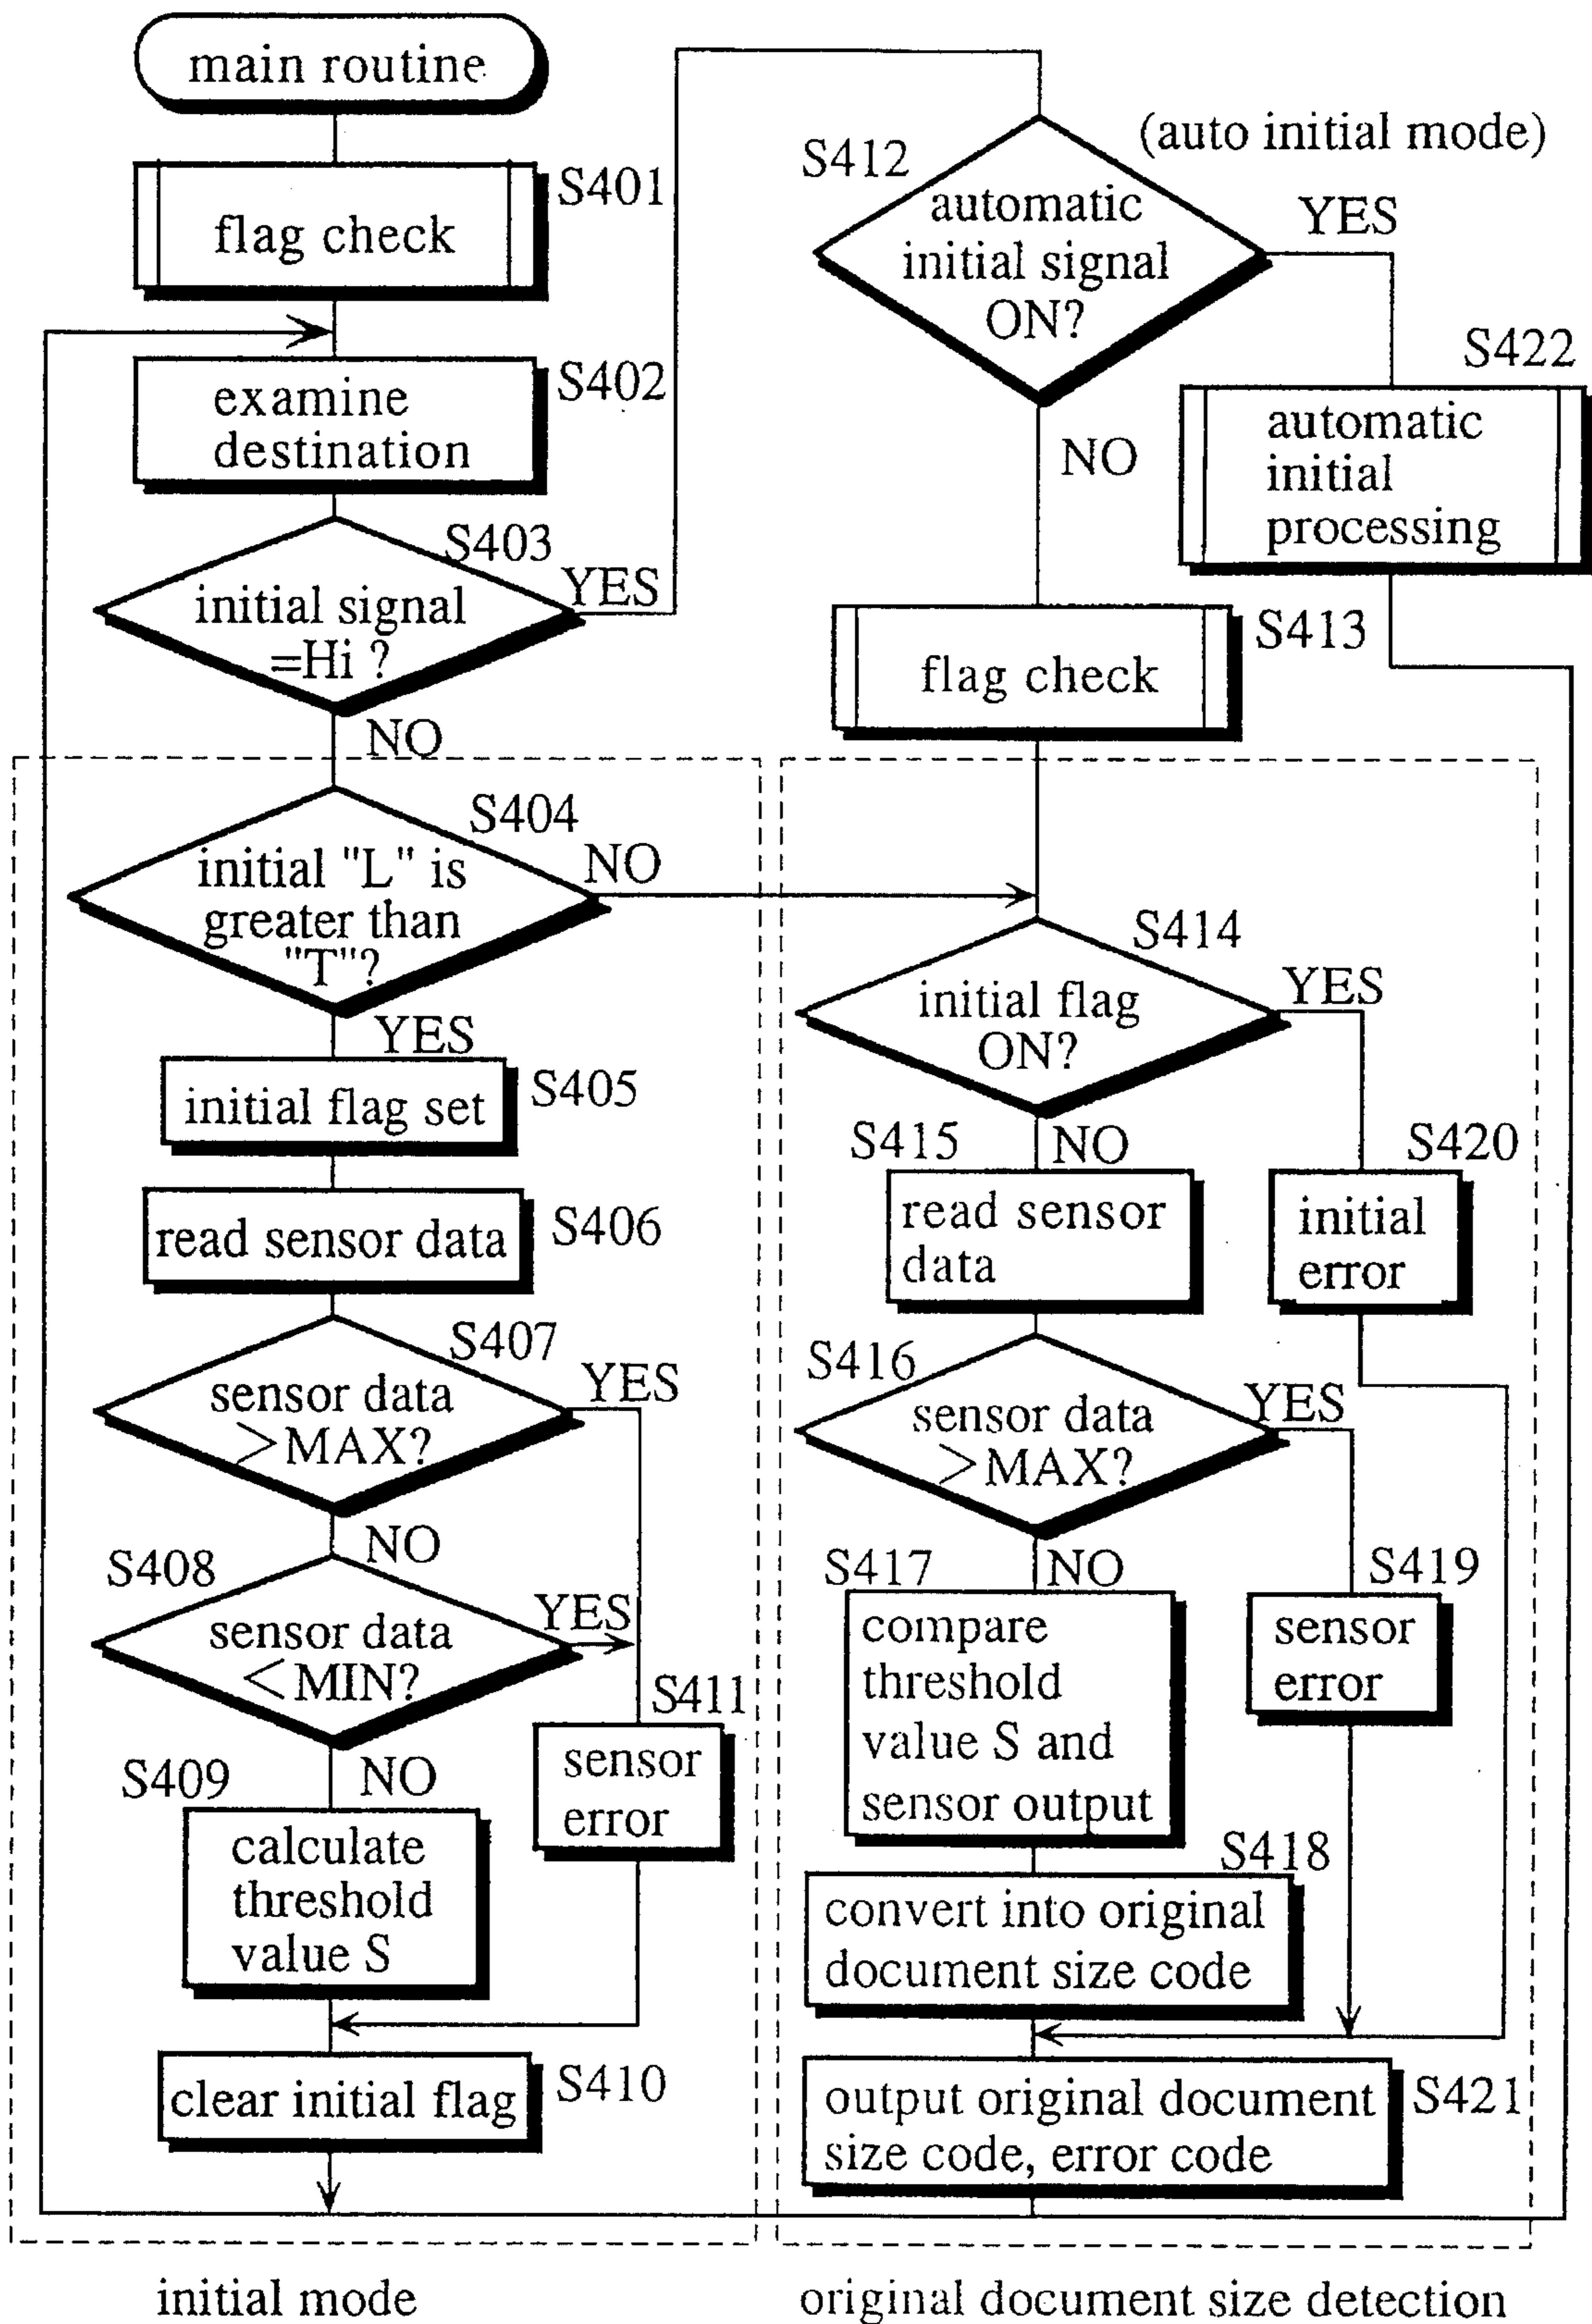 main routine
S401
flag check
S402
examine
destination
S403
initial signal
=Hi ?
YES
NO
S404
initial "L" is
greater than
"T"?
NO
YES
initial flag set
S405
read sensor data
S406
S407
sensor data
>MAX?
YES
NO
S408
sensor data
<MIN?
YES
NO
S409
calculate
threshold
value S
S411
sensor
error
clear initial flag
S410
initial mode
(auto initial mode)
S412
automatic
initial signal
ON?
YES
NO
S422
automatic
initial
processing
S413
flag check
S414
initial flag
ON?
YES
NO
S415
read sensor
data
S420
initial
error
S416
sensor data
>MAX?
YES
NO
S417
compare
threshold
value S and
sensor output
S419
sensor
error
S418
convert into original
document size code
output original document
size code, error code
S421
original document size detection